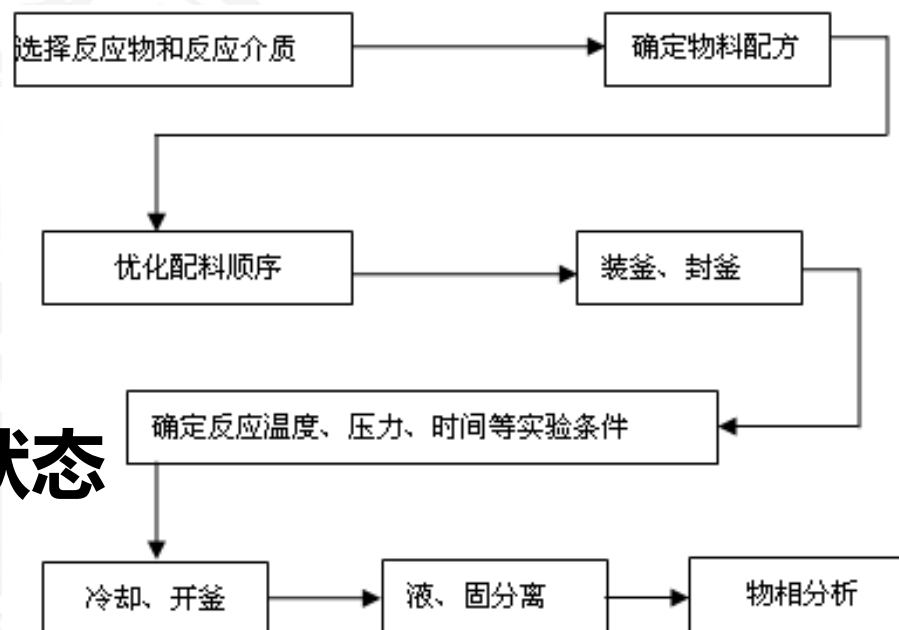 选择反应物和反应介质
确定物料配方
优化配料顺序
装釜、封釜
确定反应温度、压力、时间等实验条件
状态
冷却、开釜
液、固分离
物相分析